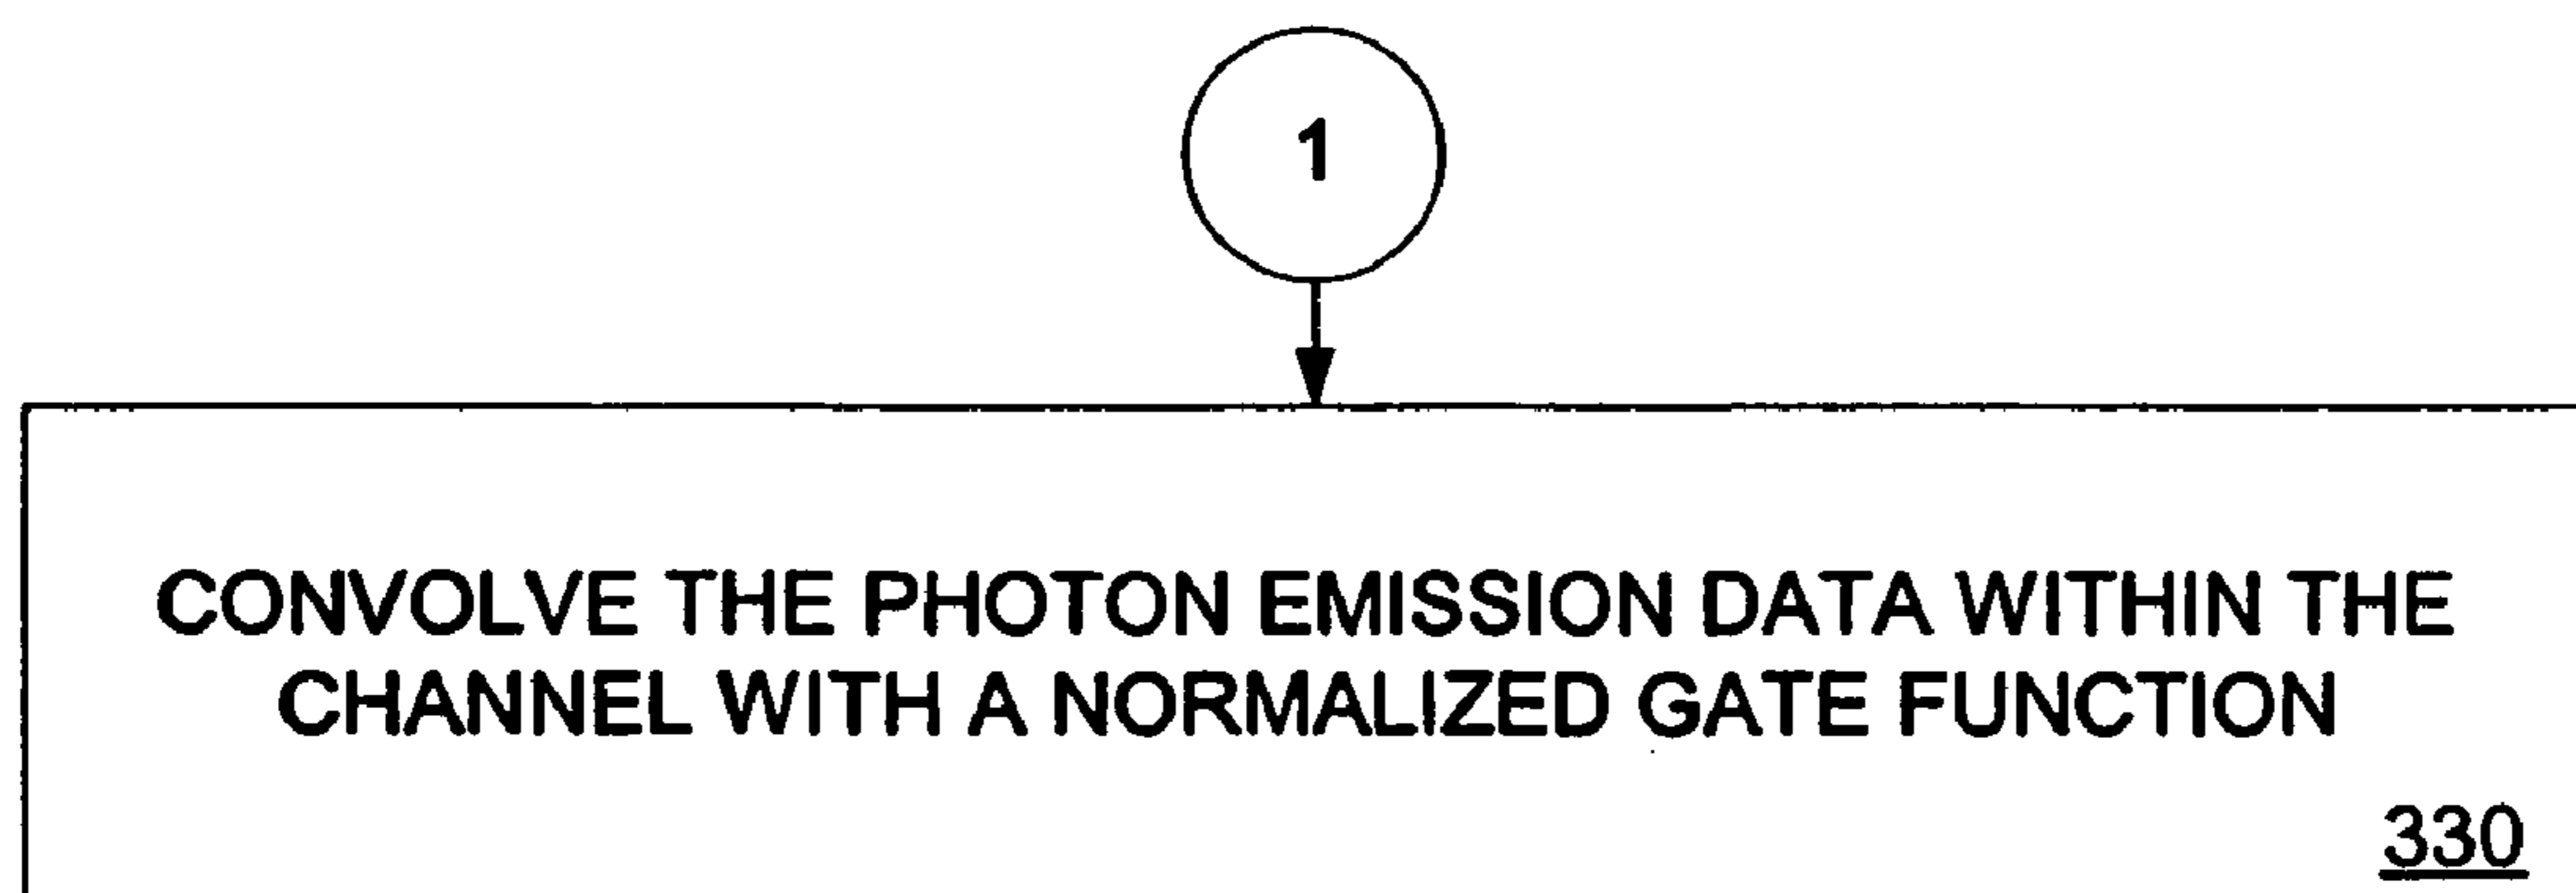 1
CONVOLVE THE PHOTON EMISSION DATA WITHIN THE
CHANNEL WITH A NORMALIZED GATE FUNCTION
330